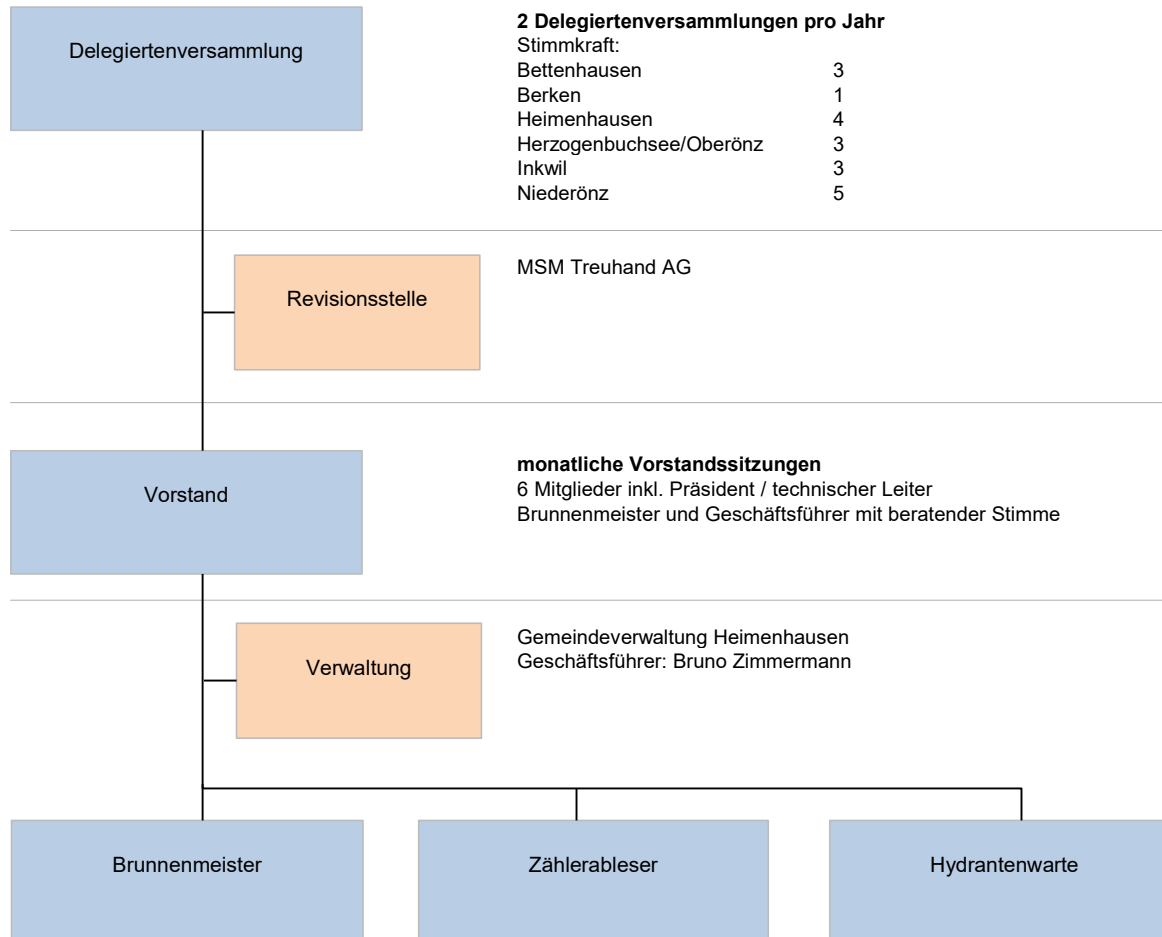 Delegiertenversammlung
2 Delegiertenversammlungen pro Jahr
Stimmkraft:
Bettenhausen 3
Berken 1
Heimenhausen 4
Herzogenbuchsee/Oberönz 3
Inkwil 3
Niederönz 5
Revisionsstelle
MSM Treuhand AG
Vorstand
monatliche Vorstandssitzungen
6 Mitglieder inkl. Präsident / technischer Leiter
Brunnenmeister und Geschäftsführer mit beratender Stimme
Verwaltung
Gemeindeverwaltung Heimenhausen
Geschäftsführer: Bruno Zimmermann
Brunnenmeister
Zählerableser
Hydrantenwarte